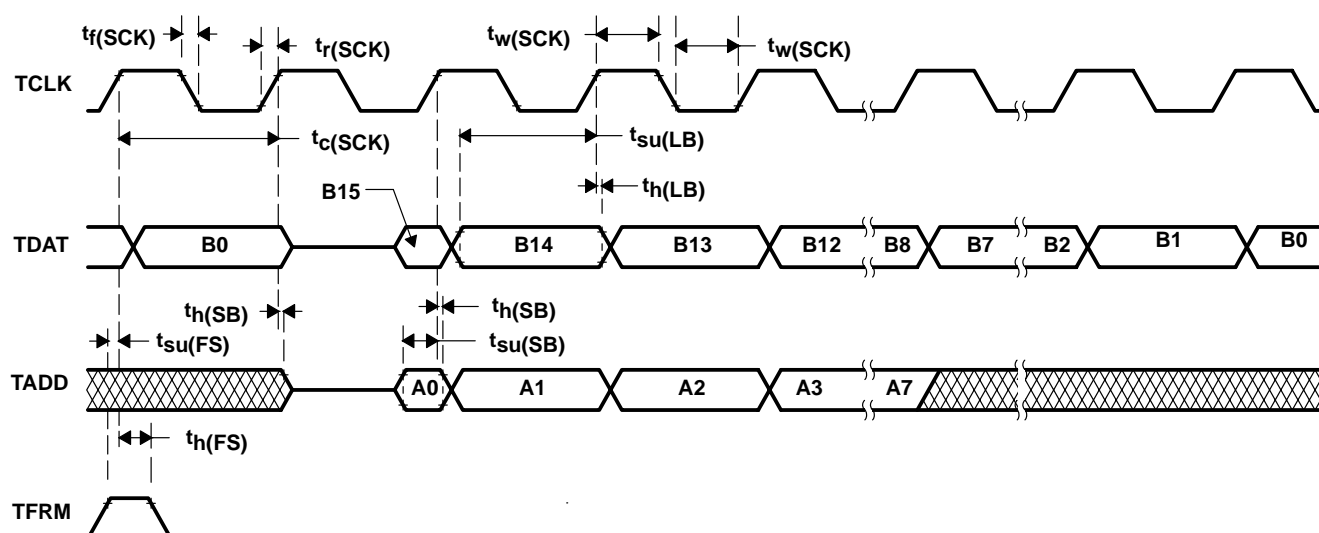 tf(SCK)
tr(SCK)
tw(SCK)
tw(SCK)
TCLK
tc(SCK)
tsu(LB)
B15
th(LB)
TDAT
B0
B14
B13
B12
B8
B7
B2
B1
B0
th(SB)
th(SB)
tsu(FS)
tsu(SB)
TADD
A0
A1
A2
A3
A7
th(FS)
TFRM